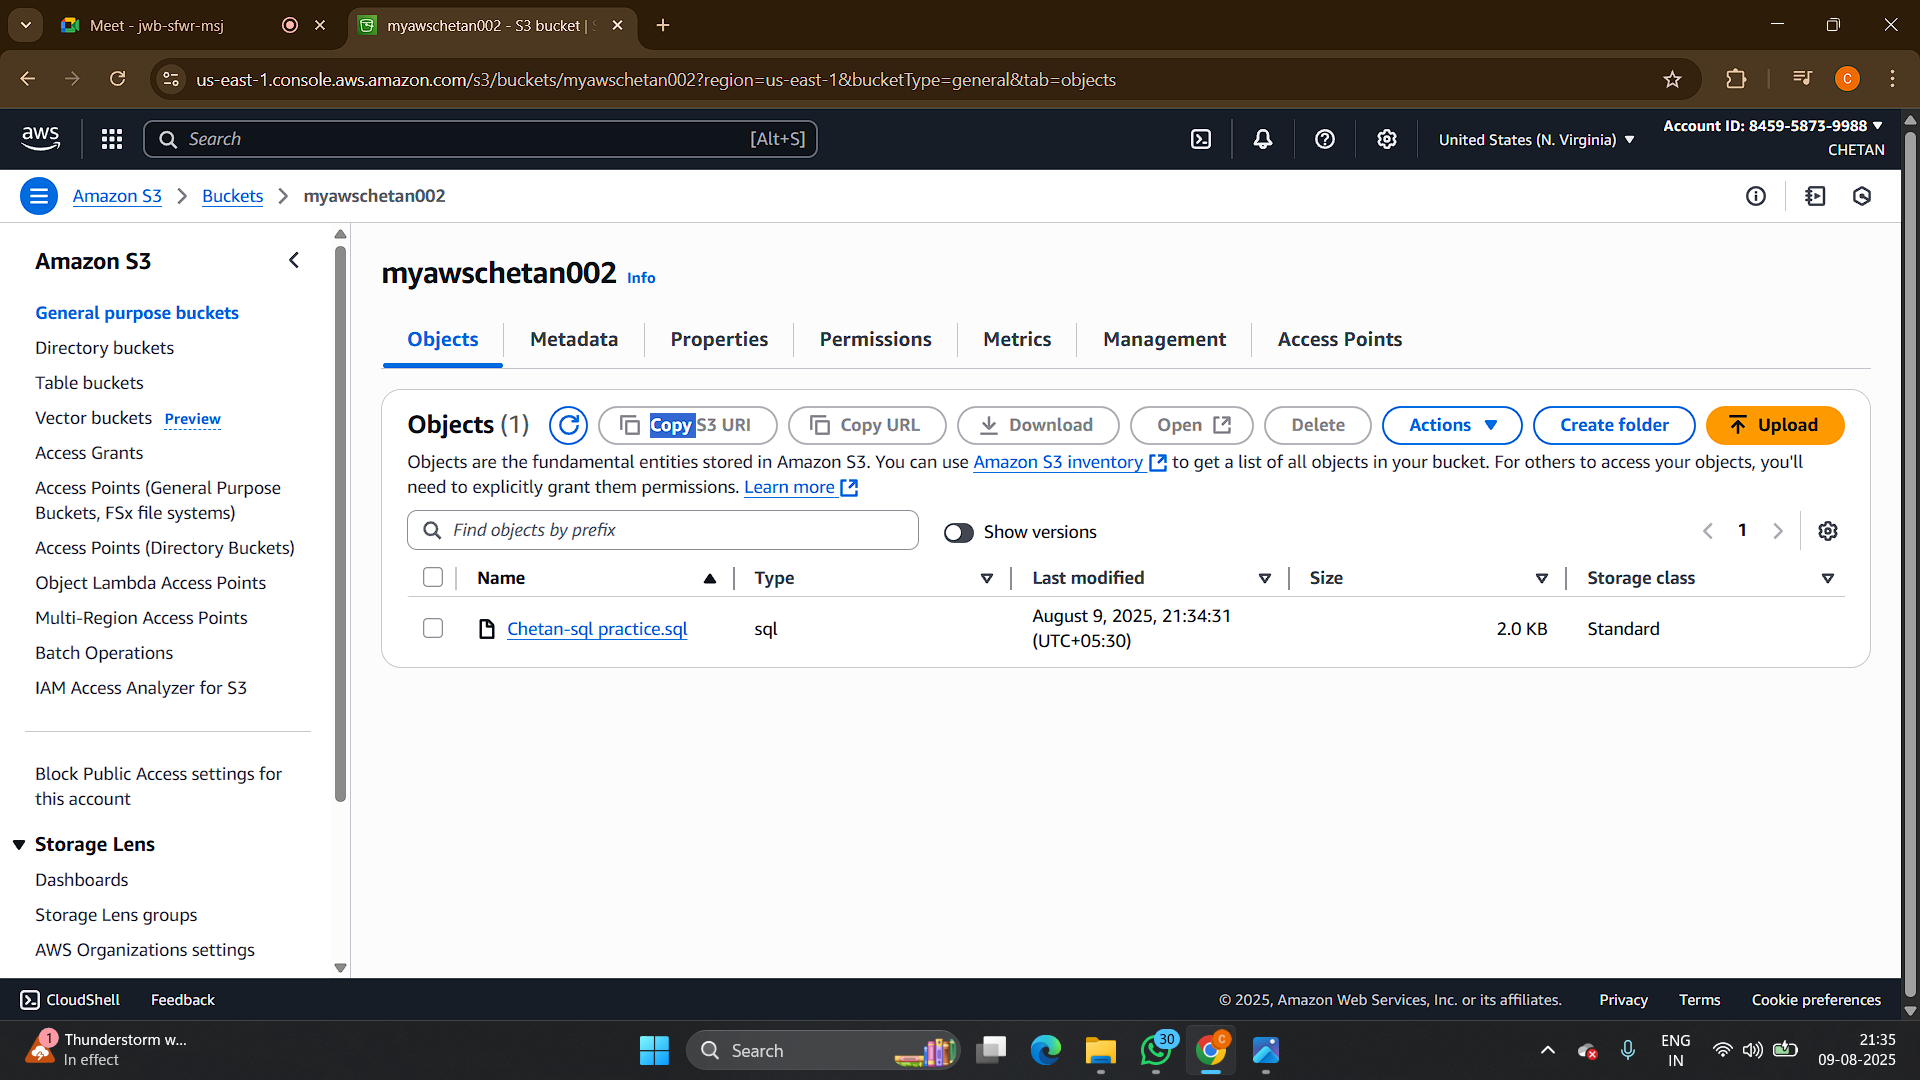 Meet - jwb-sfwr-msj
myawschetan002 - S3 bucket |
us-east-1.console.aws.amazon.com/s3/buckets/myawschetan002?region=us-east-1&bucketType=general&tab=objects
C
aws
Search
[Alt+S]
United States (N. Virginia)
Account ID: 8459-5873-9988
CHETAN
Amazon S3
Buckets
myawschetan002
Amazon S3
General purpose buckets
Directory buckets
Table buckets
Vector buckets Preview
Access Grants
Access Points (General Purpose
Buckets, FSx file systems)
Access Points (Directory Buckets)
Object Lambda Access Points
Multi-Region Access Points
Batch Operations
IAM Access Analyzer for S3
Block Public Access settings for
this account
Storage Lens
Dashboards
Storage Lens groups
AWS Organizations settings
myawschetan002 Info
Objects
Metadata
Properties
Permissions
Metrics
Management
Access Points
Objects (1)
Copy S3 URI
Copy URL
Download
Open
Delete
Actions
Create folder
Upload
Objects are the fundamental entities stored in Amazon S3. You can use Amazon S3 inventory to get a list of all objects in your bucket. For others to access your objects, you'll
need to explicitly grant them permissions. Learn more
Find objects by prefix
Show versions
1
Name
Type
Last modified
Size
Storage class
Chetan-sql practice.sql
sql
August 9, 2025, 21:34:31
(UTC+05:30)
2.0 KB
Standard
CloudShell
Feedback
© 2025, Amazon Web Services, Inc. or its affiliates.
Privacy
Terms
Cookie preferences
1
Thunderstorm w...
In effect
Search
30
C
ENG
IN
21:35
09-08-2025